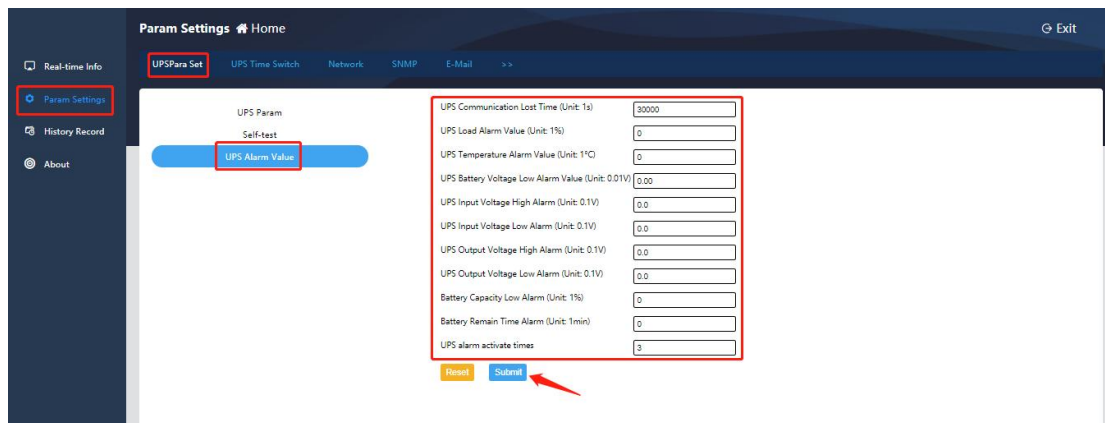 Param Settings Home
Exit
Real-time Info
Param Settings
History Record
About
UPSPara Set UPS Time Switch Network SNMP E-Mail >>
UPS Param
Self-test
UPS Alarm Value
UPS Communication Lost Time (Unit: 1s) 30000
UPS Load Alarm Value (Unit: 1%) 0
UPS Temperature Alarm Value (Unit: 1°C) 0
UPS Battery Voltage Low Alarm Value (Unit: 0.01V) 0.00
UPS Input Voltage High Alarm (Unit: 0.1V) 0.0
UPS Input Voltage Low Alarm (Unit: 0.1V) 0.0
UPS Output Voltage High Alarm (Unit: 0.1V) 0.0
UPS Output Voltage Low Alarm (Unit: 0.1V) 0.0
Battery Capacity Low Alarm (Unit: 1%) 0
Battery Remain Time Alarm (Unit: 1min) 0
UPS alarm activate times 3
Reset Submit